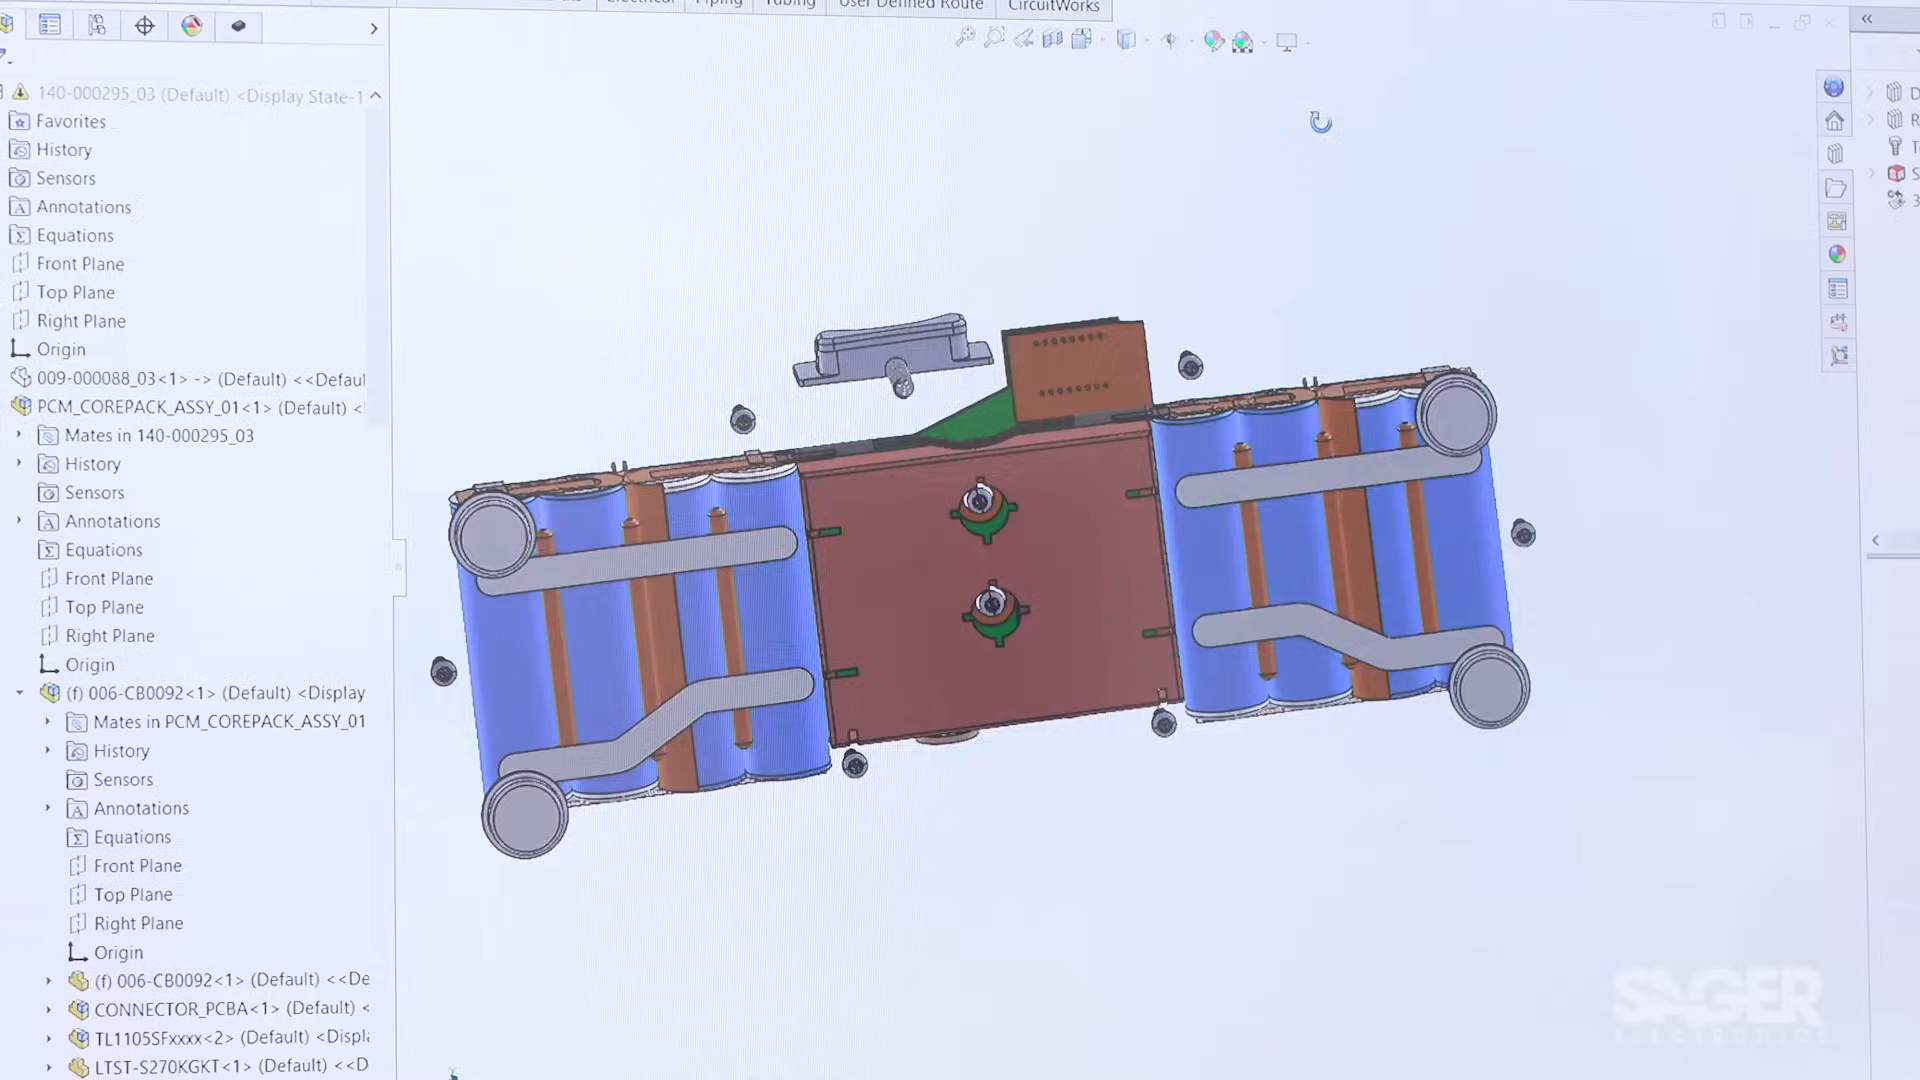 Electrical
Piping
Tubing
User Defined Route
CircuitWorks
140-000295_03 (Default) <Display State-1
Favorites
History
Sensors
Annotations
Equations
Front Plane
Top Plane
Right Plane
Origin
009-000088_03<1> -> (Default) <<Defaul
PCM_COREPACK_ASSY_01<1> (Default) <
Mates in 140-000295_03
History
Sensors
Annotations
Equations
Front Plane
Top Plane
Right Plane
Origin
(f) 006-CB0092<1> (Default) <Display
Mates in PCM_COREPACK_ASSY_01
History
Sensors
Annotations
Equations
Front Plane
Top Plane
Right Plane
Origin
(f) 006-CB0092<1> (Default) <<De
CONNECTOR_PCBA<1> (Default) <
TL1105SFxxxx<2> (Default) <Displa
LTST-S270KGKT<1> (Default) <<D
SAGER
ELECTRONICS